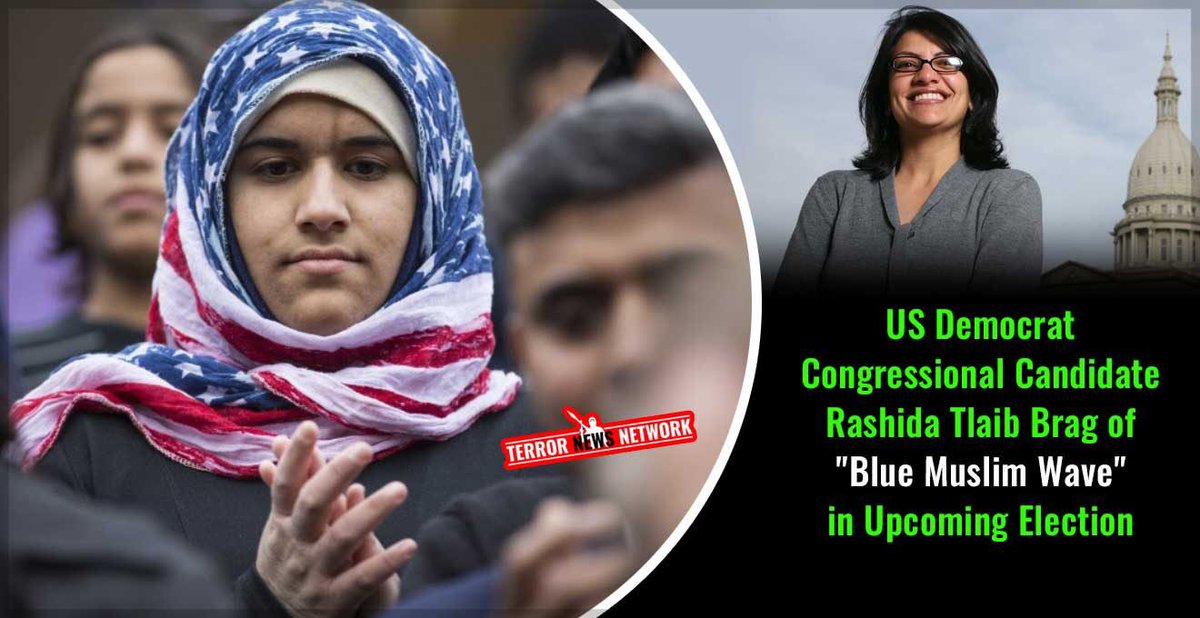 TERROR NEWS NETWORK
US Democrat
Congressional Candidate
Rashida Tlaib Brag of
"Blue Muslim Wave"
in Upcoming Election